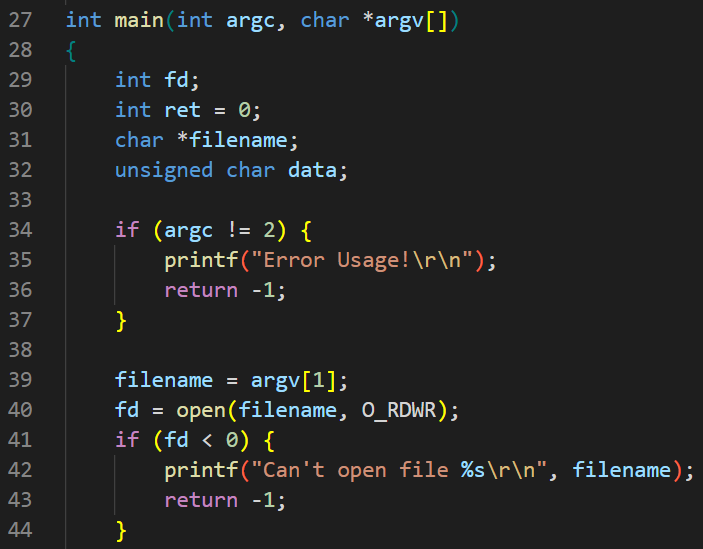 27 int main(int argc, char *argv[])
28 {
29     int fd;
30     int ret = 0;
31     char *filename;
32     unsigned char data;
33
34     if (argc != 2) {
35         printf("Error Usage!\r\n");
36         return -1;
37     }
38
39     filename = argv[1];
40     fd = open(filename, O_RDWR);
41     if (fd < 0) {
42         printf("Can't open file %s\r\n", filename);
43         return -1;
44     }